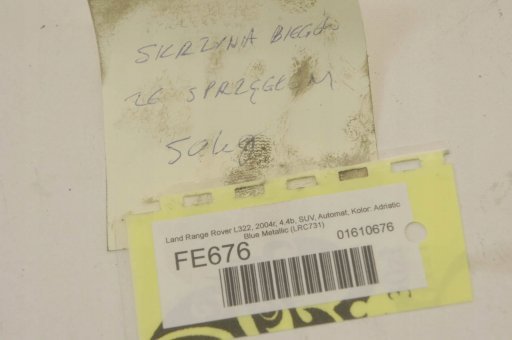 SKRZYNIA BIEGÓW
ZE SPRZĘGŁEM
50kg
Land Range Rover L322, 2004r, 4.4b, SUV, Automat, Kolor: Adriatic
Blue Metallic (LRC731)
FE676
01610676